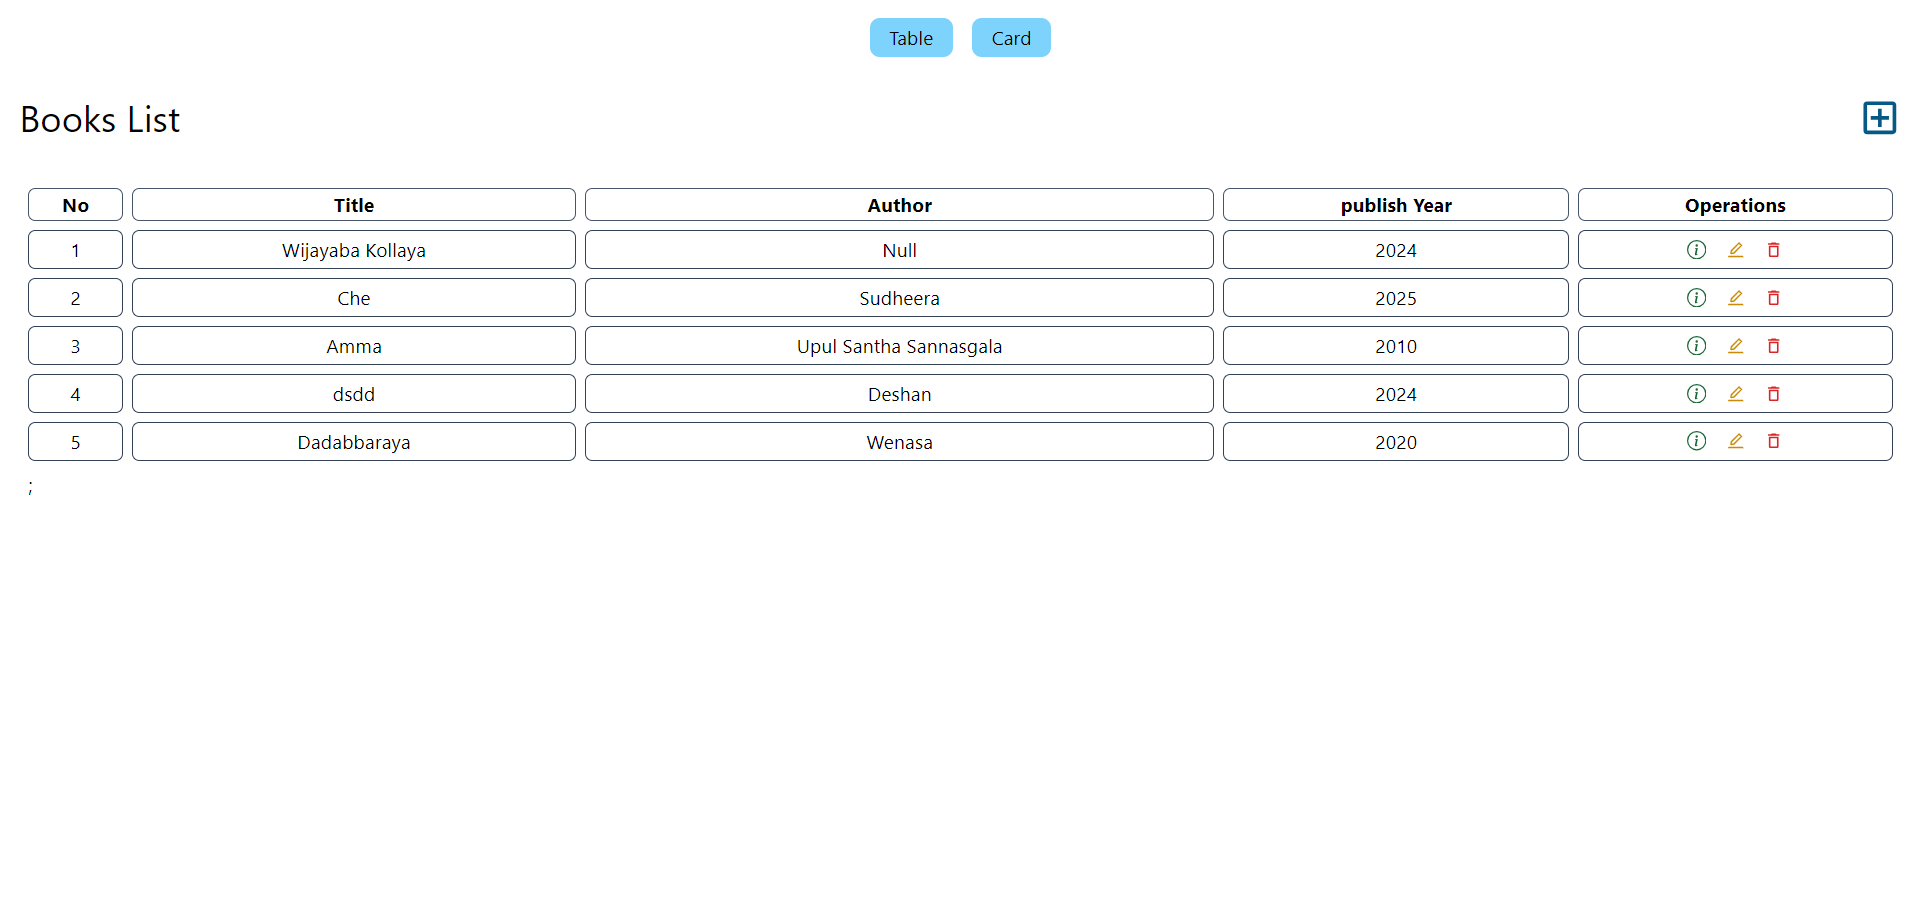 Table Card
Books List
No Title Author publish Year Operations
1 Wijayaba Kollaya Null 2024
2 Che Sudheera 2025
3 Amma Upul Santha Sannasgala 2010
4 dsdd Deshan 2024
5 Dadabbaraya Wenasa 2020
;